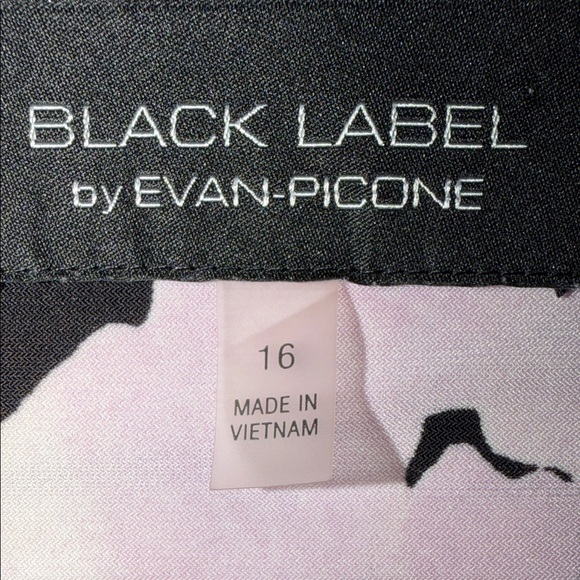 BLACK LABEL
by EVAN-PICONE
16
MADE IN
VIETNAM